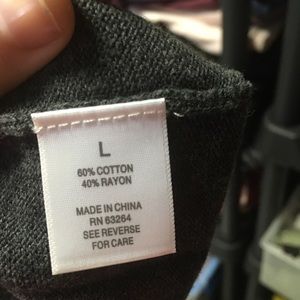 L
60% COTTON
40% RAYON
MADE IN CHINA
RN 63264
SEE REVERSE
FOR CARE